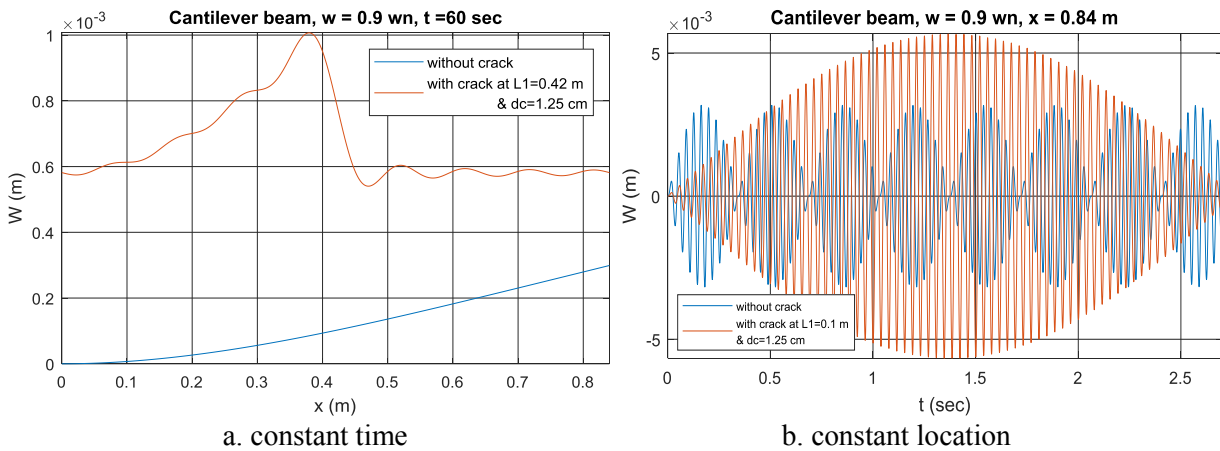 ×10-3
Cantilever beam, w = 0.9 wn, t =60 sec
1
0.8
0.6
0.4
0.2
0
W (m)
without crack
with crack at L1=0.42 m
& dc=1.25 cm
0 0.1 0.2 0.3 0.4 0.5 0.6 0.7 0.8
x (m)
a. constant time
×10-3
Cantilever beam, w = 0.9 wn, x = 0.84 m
5
0
-5
W (m)
without crack
with crack at L1=0.1 m
& dc=1.25 cm
0 0.5 1 1.5 2 2.5
t (sec)
b. constant location